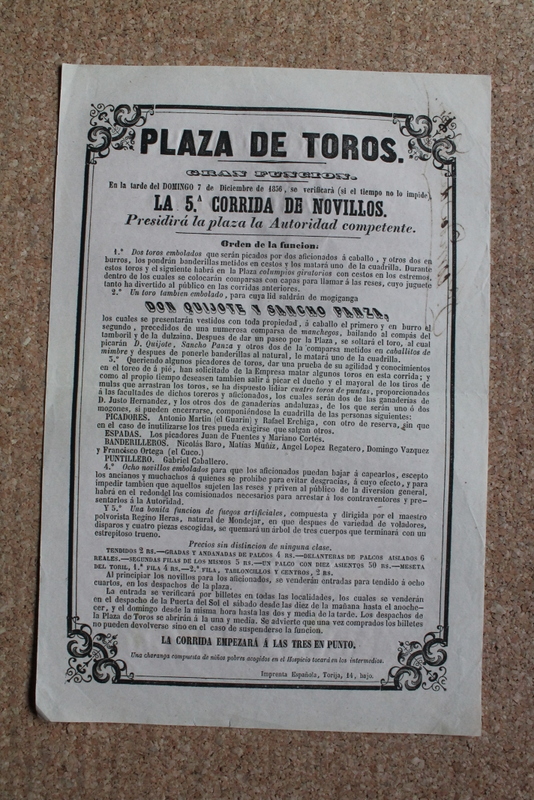 PLAZA DE TOROS.
GRAN FUNCION.
En la tarde del DOMINGO 7 de Diciembre de 1856, se verificará (si el tiempo no lo impide)
LA 5.ª CORRIDA DE NOVILLOS.
Presidirá la plaza la Autoridad competente.
Orden de la funcion:
1.º Dos toros embolados que serán picados por dos aficionados á caballo, y otros dos en
burros, los pondrán banderillas metidos en cestos y los matará uno de la cuadrilla. Durante
estos toros y el siguiente habrá en la Plaza columpios giratorios con cestos en los estremos,
dentro de los cuales se colocarán comparsas con capas para llamar á las reses, cuyo juguete
tanto ha divertido al público en las corridas anteriores.
2.º Un toro tambien embolado, para cuya lid saldrán de mogiganga
DON QUIJOTE Y SANCHO PANZA,
los cuales se presentarán vestidos con toda propiedad, á caballo el primero y en burro el
segundo, precedidos de una numerosa comparsa de manchegos, bailando al compás del
tamboril y de la dulzaina. Despues de dar un paseo por la Plaza, se soltará el toro, al cual
picarán D. Quijote, Sancho Panza y otros dos de la comparsa metidos en caballitos de
mimbre y despues de ponerle banderillas al natural, le matará uno de la cuadrilla.
3.º Queriendo algunos picadores de toros, dar una prueba de su agilidad y conocimientos
en el toreo de á pié, han solicitado de la Empresa matar algunos toros en esta corrida; y
como al propio tiempo deseasen tambien salir á picar el dueño y el mayoral de los tiros de
mulas que arrastran los toros, se ha dispuesto lidiar cuatro toros de puntas, proporcionados
á las facultades de dichos toreros y aficionados, los cuales serán dos de las ganaderías de
D. Justo Hernandez, y los otros dos de ganaderías andaluzas, de los que serán uno ó dos
mogones, si pueden encerrarse, componiéndose la cuadrilla de las personas siguientes:
PICADORES. Antonio Martin (el Guarin) y Rafael Erchiga, con otro de reserva, sin que
en el caso de inutilizarse los tres pueda exigirse que salgan otros.
ESPADAS. Los picadores Juan de Fuentes y Mariano Cortés.
BANDERILLEROS. Nicolás Baro, Matías Muñiz, Angel Lopez Regatero, Domingo Vazquez
y Francisco Ortega (el Cuco.)
PUNTILLERO. Gabriel Caballero.
4.º Ocho novillos embolados para que los aficionados puedan bajar á capearlos, escepto
los ancianos y muchachos á quienes se prohibe para evitar desgracias, á cuyo efecto, y para
impedir tambien que aquellos sujeten las reses y priven al público de la diversion general,
habrá en el redondel los comisionados necesarios para arrestar á los contraventores y pre-
sentarlos á la Autoridad.
Y 5.º Una bonita funcion de fuegos artificiales, compuesta y dirigida por el maestro
polvorista Regino Heras, natural de Mondejar, en que despues de variedad de voladores,
disparos y cuatro piezas escogidas, se quemará un árbol de tres cuerpos que terminará con un
estrepitoso trueno.
Precios sin distincion de ninguna clase.
TENDIDOS 2 RS.—GRADAS Y ANDANADAS DE PALCOS 4 RS.—DELANTERAS DE PALCOS AISLADOS 6
REALES.—SEGUNDAS FILAS DE LOS MISMOS 5 RS.—UN PALCO CON DIEZ ASIENTOS 50 RS.—MESETA
DEL TORIL, 1.ª FILA 4 RS.—2.ª FILA, TABLONCILLOS Y CENTROS, 2 RS.
Al principiar los novillos para los aficionados, se venderán entradas para tendido á ocho
cuartos, en los despachos de la plaza.
La entrada se verificará por billetes en todas las localidades, los cuales se venderán
en el despacho de la Puerta del Sol el sábado desde las diez de la mañana hasta el anoche-
cer, y el domingo desde la misma hora hasta las dos y media de la tarde. Los despachos de
la Plaza de Toros se abrirán á la una y media. Se advierte que una vez comprados los billetes
no pueden devolverse sino en el caso de suspenderse la funcion.
LA CORRIDA EMPEZARÁ Á LAS TRES EN PUNTO.
Una charanga compuesta de niños pobres acogidos en el Hospicio tocará en los intermedios.
Imprenta Española, Torija, 14, bajo.